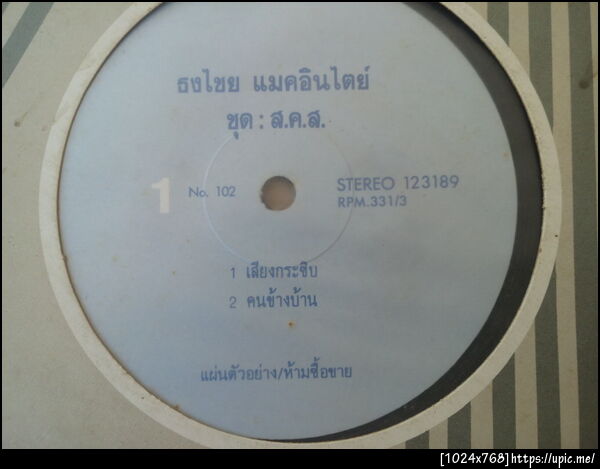 ธงไชย แมคอินไตย์
ชุด : ส.ค.ส.
1
No. 102
STEREO 123189
RPM.331/3
1 เสียงกระซิบ
2 คนข้างบ้าน
แผ่นตัวอย่าง/ห้ามซื้อขาย
[1024x768]https://upic.me/